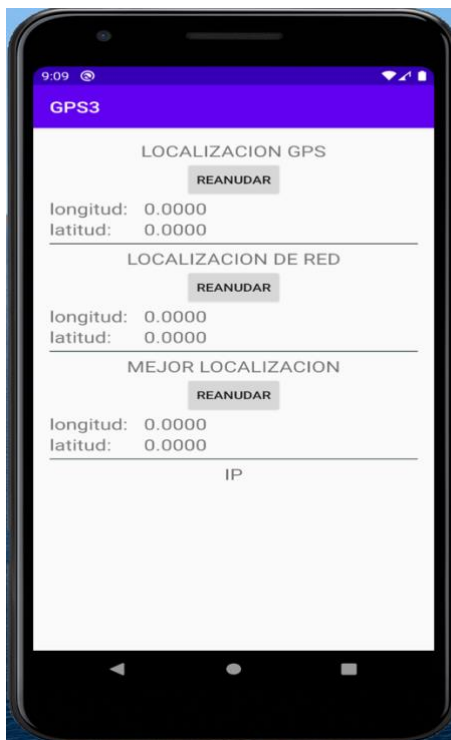 9:09
GPS3
LOCALIZACION GPS
REANUDAR
longitud: 0.0000
latitud: 0.0000
LOCALIZACION DE RED
REANUDAR
longitud: 0.0000
latitud: 0.0000
MEJOR LOCALIZACION
REANUDAR
longitud: 0.0000
latitud: 0.0000
IP